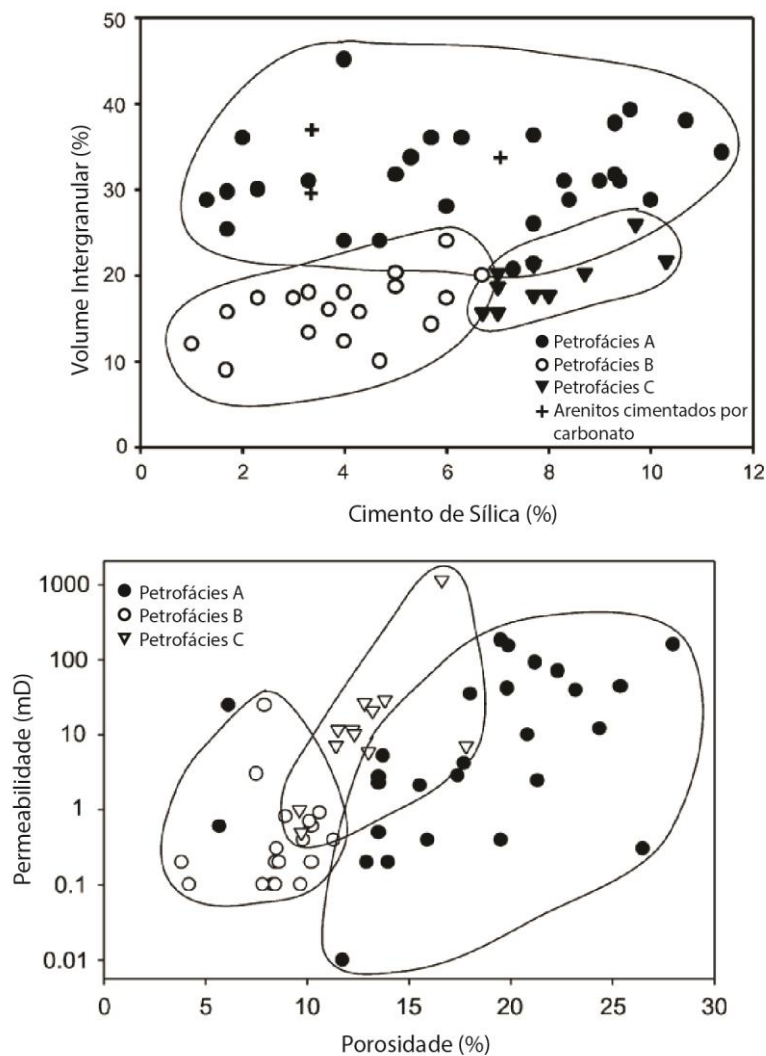 50
40
30
20
10
0
Volume Intergranular (%)
Petrofácies A
Petrofácies B
Petrofácies C
Arenitos cimentados por
carbonato
0 2 4 6 8 10 12
Cimento de Sílica (%)
1000
100
10
1
0.1
0.01
Permeabilidade (mD)
Petrofácies A
Petrofácies B
Petrofácies C
0 5 10 15 20 25 30
Porosidade (%)